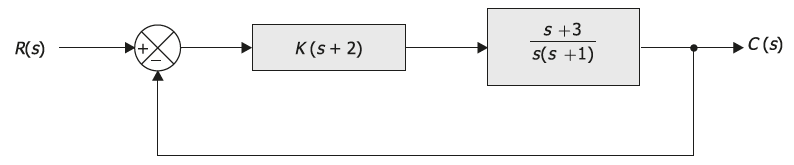 R(s)
+
−
K (s + 2)
s + 3
s(s + 1)
C (s)